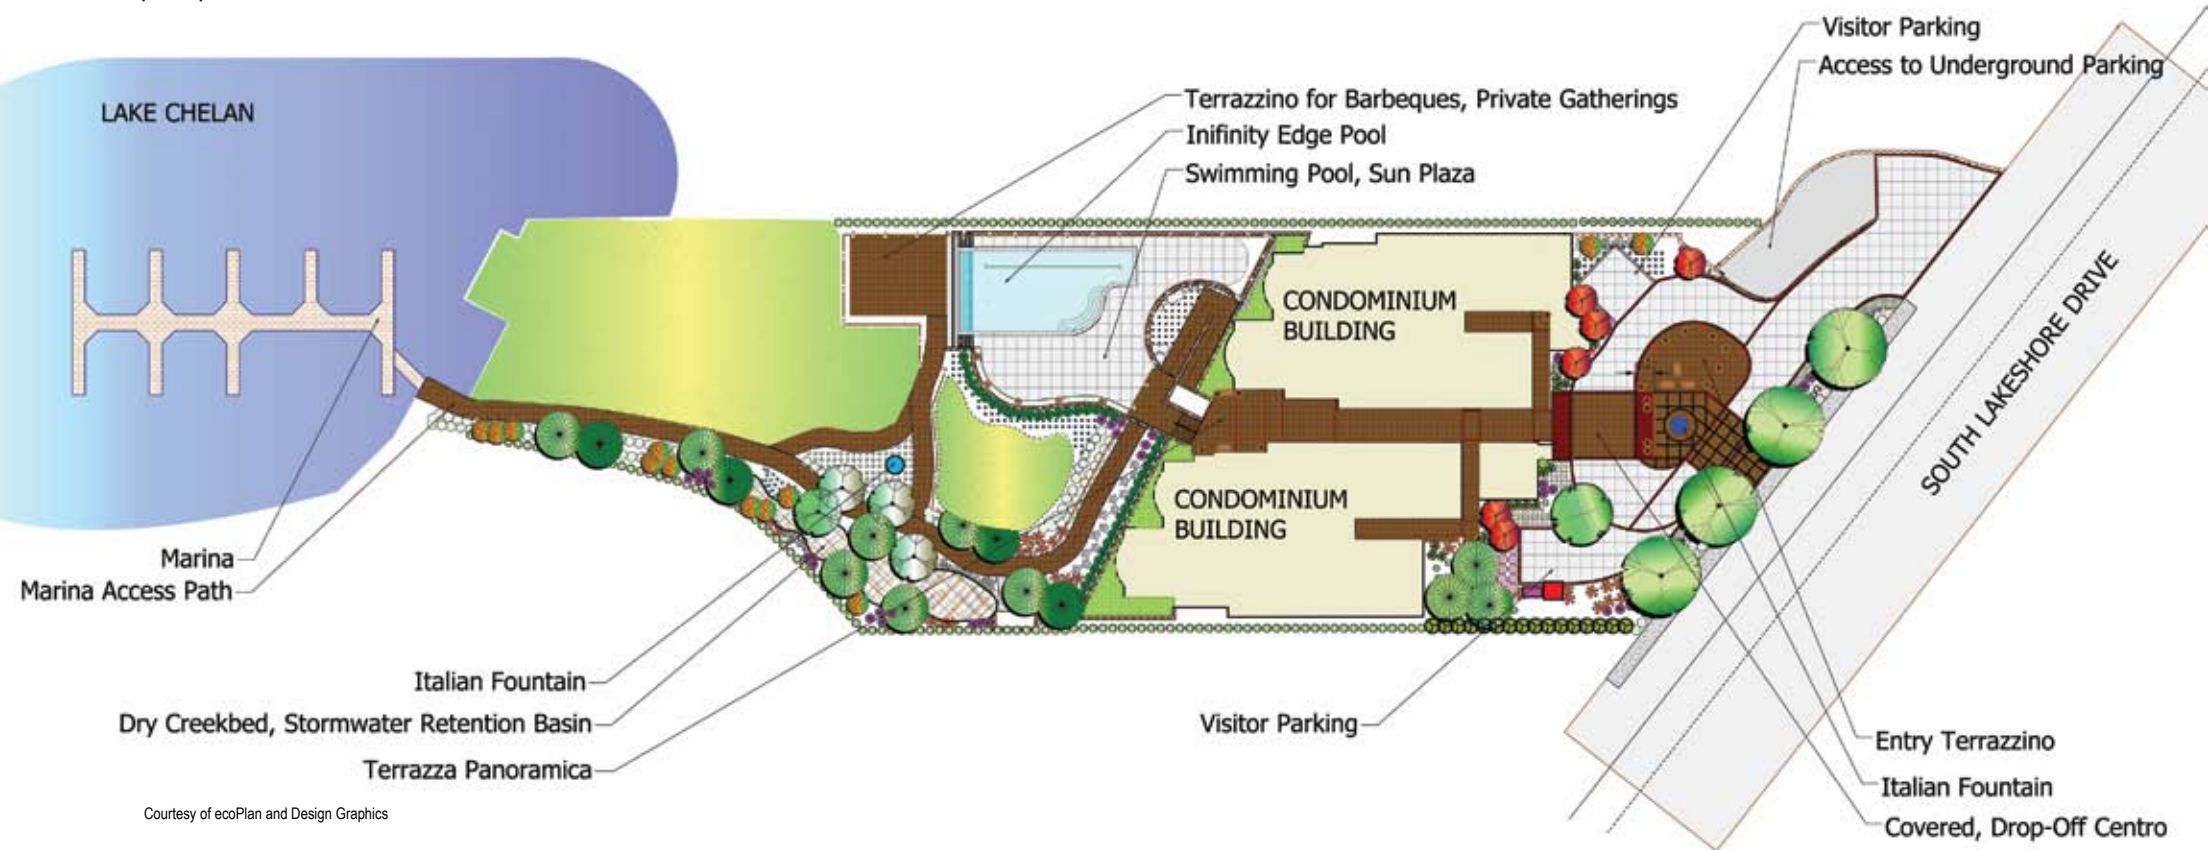 Visitor Parking
Access to Underground Parking
LAKE CHELAN
Terrazzino for Barbeques, Private Gatherings
Inifinity Edge Pool
Swimming Pool, Sun Plaza
CONDOMINIUM
BUILDING
SOUTH LAKESHORE DRIVE
CONDOMINIUM
BUILDING
Marina
Marina Access Path
Italian Fountain
Dry Creekbed, Stormwater Retention Basin
Terrazza Panoramica
Visitor Parking
Entry Terrazzino
Italian Fountain
Covered, Drop-Off Centro
Courtesy of ecoPlan and Design Graphics